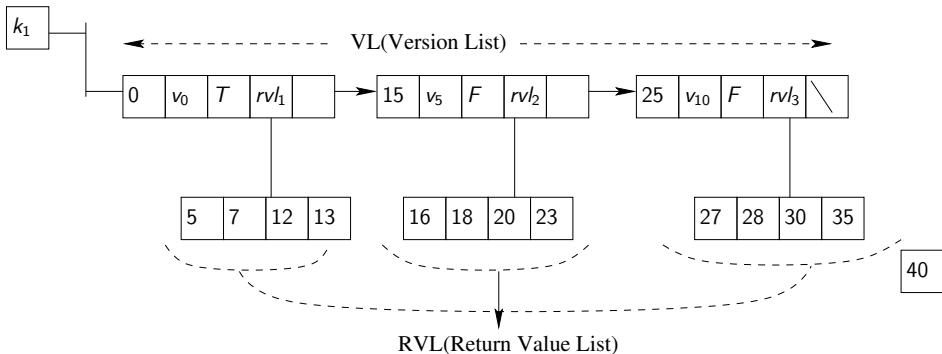 k1
VL(Version List)
0 v0 T rvl1
15 v5 F rvl2
25 v10 F rvl3
5 7 12 13
16 18 20 23
27 28 30 35
40
RVL(Return Value List)